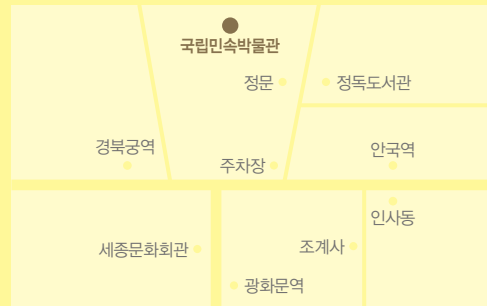 국립민속박물관
정문
정독도서관
경복궁역
주차장
안국역
인사동
세종문화회관
조계사
광화문역